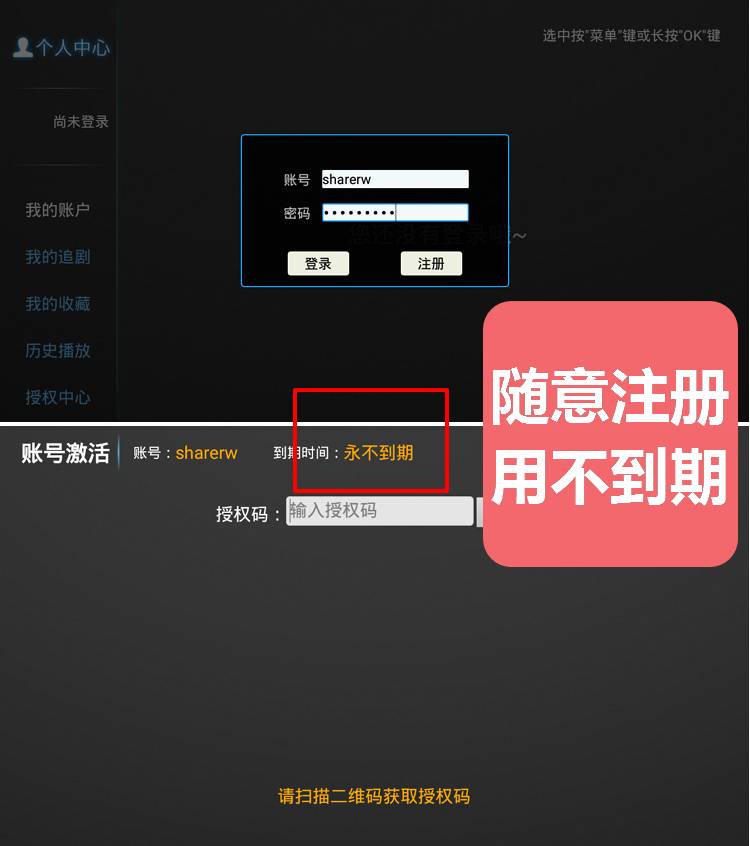 个人中心
选中按"菜单"键或长按"OK"键
尚未登录
账号 sharerw
密码 •••••••••
您还没有登录哦~
登录 注册
我的账户
我的追剧
我的收藏
历史播放
授权中心
随意注册
用不到期
账号激活 账号：sharerw 到期时间：永不到期
授权码： 输入授权码
请扫描二维码获取授权码